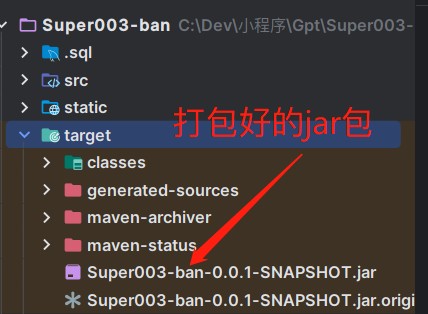 Super003-ban C:\Dev\小程序\Gpt\Super003-
.sql
src
static
打包好的jar包
target
classes
generated-sources
maven-archiver
maven-status
Super003-ban-0.0.1-SNAPSHOT.jar
Super003-ban-0.0.1-SNAPSHOT.jar.origi